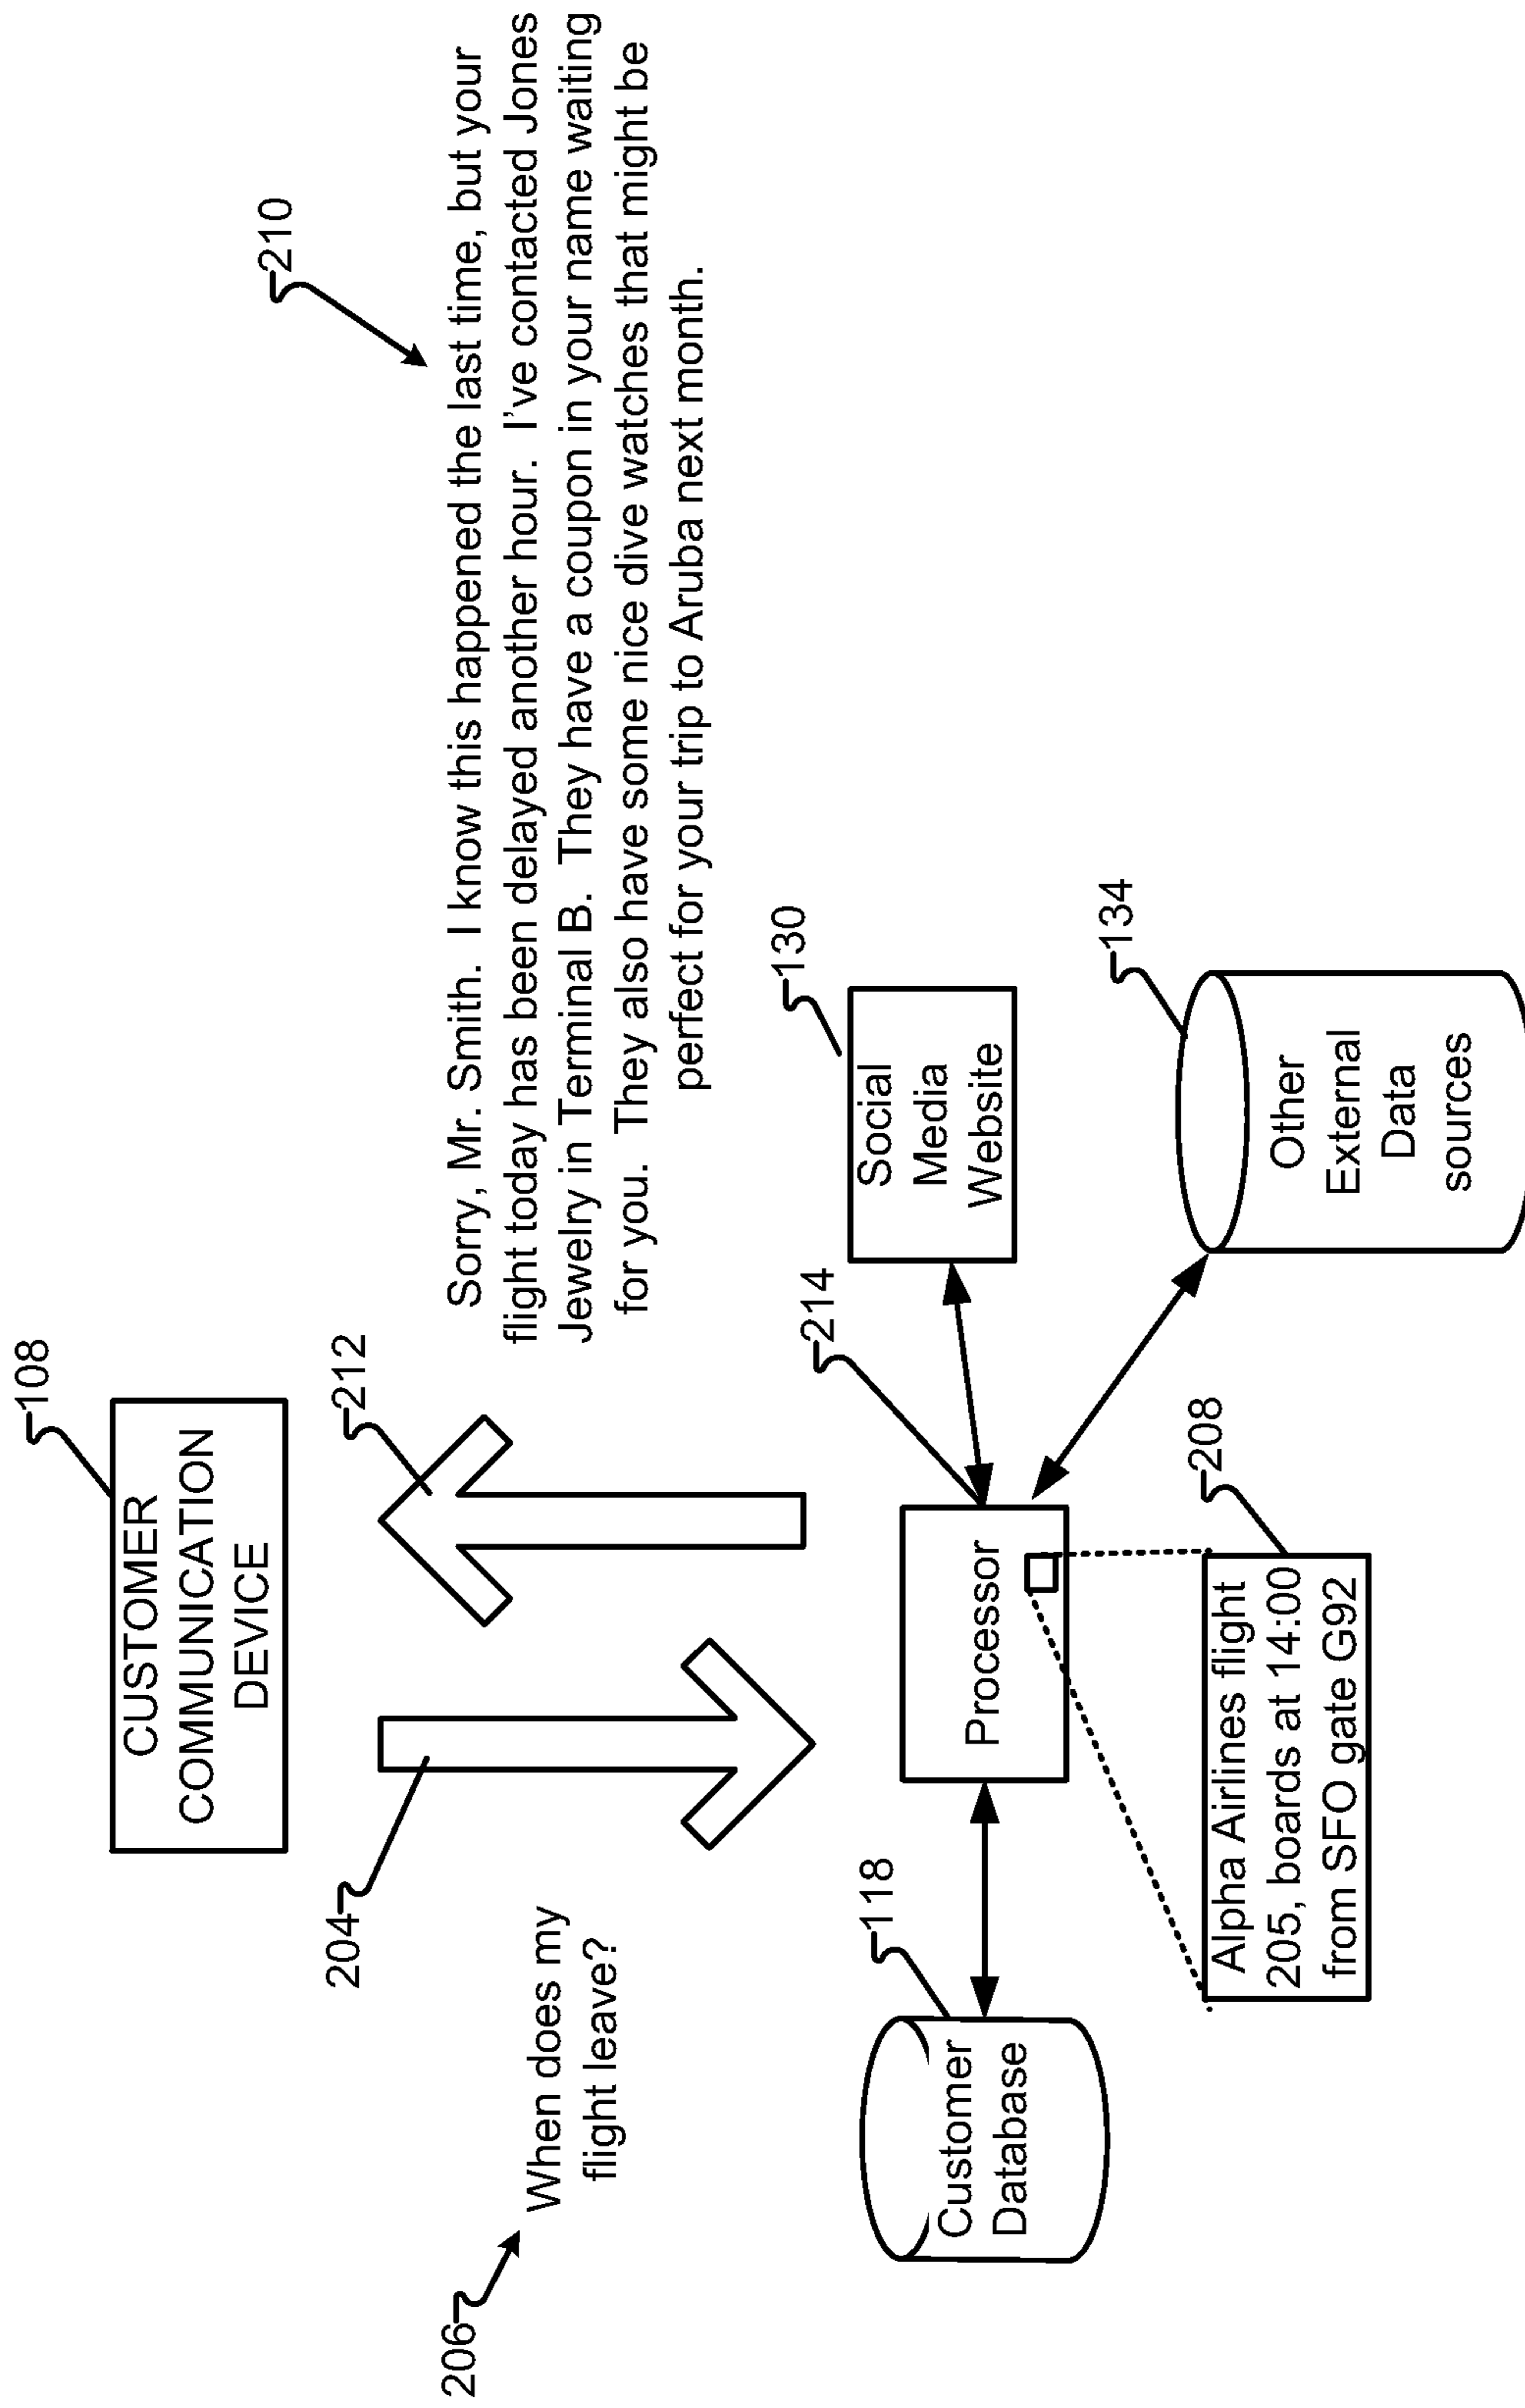 108
CUSTOMER
COMMUNICATION
DEVICE
210
204
212
206
When does my
flight leave?
Sorry, Mr. Smith.  I know this happened the last time, but your
flight today has been delayed another hour.  I've contacted Jones
Jewelry in Terminal B.  They have a coupon in your name waiting
for you.  They also have some nice dive watches that might be
perfect for your trip to Aruba next month.
118
Customer
Database
214
Processor
130
Social
Media
Website
134
Other
External
Data
sources
208
Alpha Airlines flight
205, boards at 14:00
from SFO gate G92